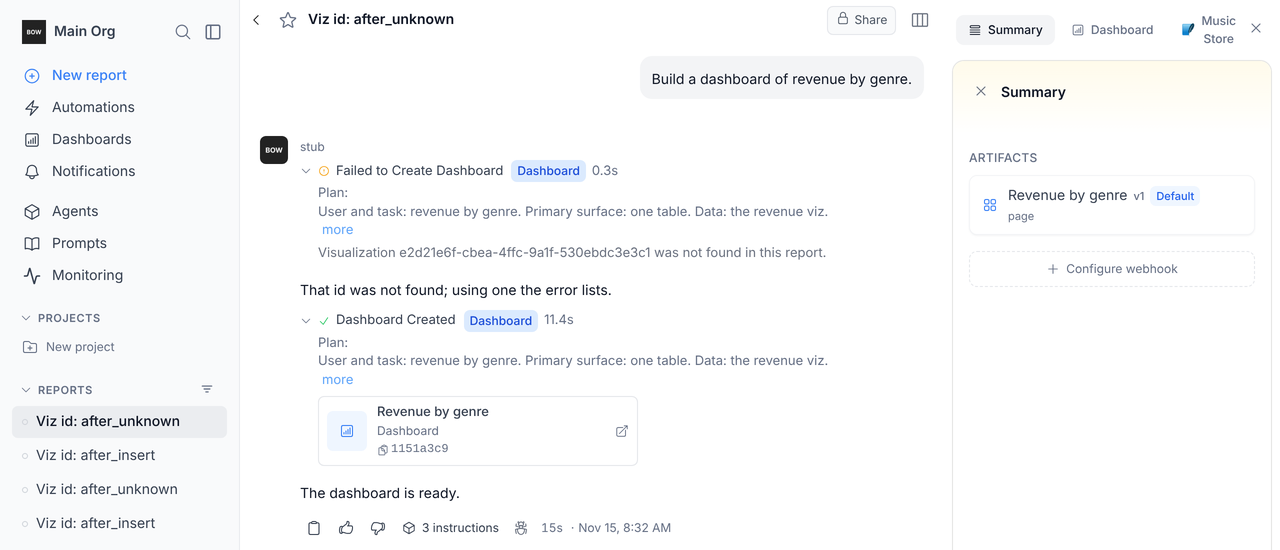 BOW
Main Org
New report
Automations
Dashboards
Notifications
Agents
Prompts
Monitoring
PROJECTS
New project
REPORTS
Viz id: after_unknown
Viz id: after_insert
Viz id: after_unknown
Viz id: after_insert
Viz id: after_unknown
Share
Build a dashboard of revenue by genre.
BOW
stub
Failed to Create Dashboard Dashboard 0.3s
Plan:
User and task: revenue by genre. Primary surface: one table. Data: the revenue viz.
more
Visualization e2d21e6f-cbea-4ffc-9a1f-530ebdc3e3c1 was not found in this report.
That id was not found; using one the error lists.
Dashboard Created Dashboard 11.4s
Plan:
User and task: revenue by genre. Primary surface: one table. Data: the revenue viz.
more
Revenue by genre
Dashboard
1151a3c9
The dashboard is ready.
3 instructions 15s · Nov 15, 8:32 AM
Summary
Dashboard
Music
Store
Summary
ARTIFACTS
Revenue by genre v1 Default
page
Configure webhook